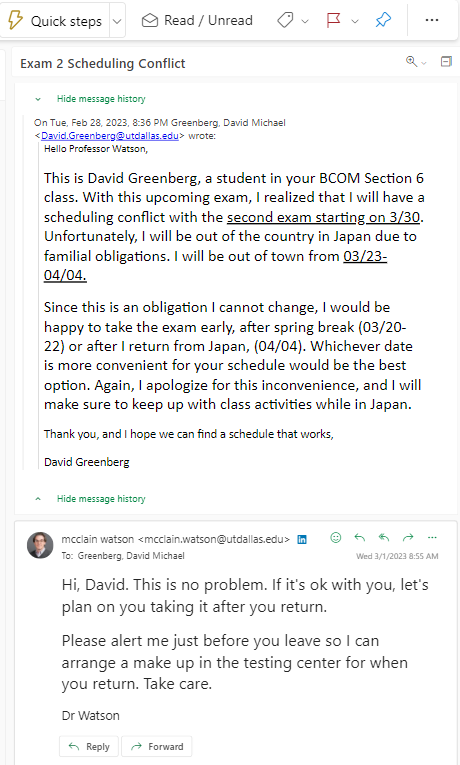 Quick steps Read / Unread
Exam 2 Scheduling Conflict
Hide message history
On Tue, Feb 28, 2023, 8:36 PM Greenberg, David Michael
<David.Greenberg@utdallas.edu> wrote:
Hello Professor Watson,
This is David Greenberg, a student in your BCOM Section 6
class. With this upcoming exam, I realized that I will have a
scheduling conflict with the second exam starting on 3/30.
Unfortunately, I will be out of the country in Japan due to
familial obligations. I will be out of town from 03/23-
04/04.
Since this is an obligation I cannot change, I would be
happy to take the exam early, after spring break (03/20-
22) or after I return from Japan, (04/04). Whichever date
is more convenient for your schedule would be the best
option. Again, I apologize for this inconvenience, and I will
make sure to keep up with class activities while in Japan.
Thank you, and I hope we can find a schedule that works,
David Greenberg
Hide message history
mcclain watson <mcclain.watson@utdallas.edu> in
To: Greenberg, David Michael Wed 3/1/2023 8:55 AM
Hi, David. This is no problem. If it's ok with you, let's
plan on you taking it after you return.
Please alert me just before you leave so I can
arrange a make up in the testing center for when
you return. Take care.
Dr Watson
Reply Forward